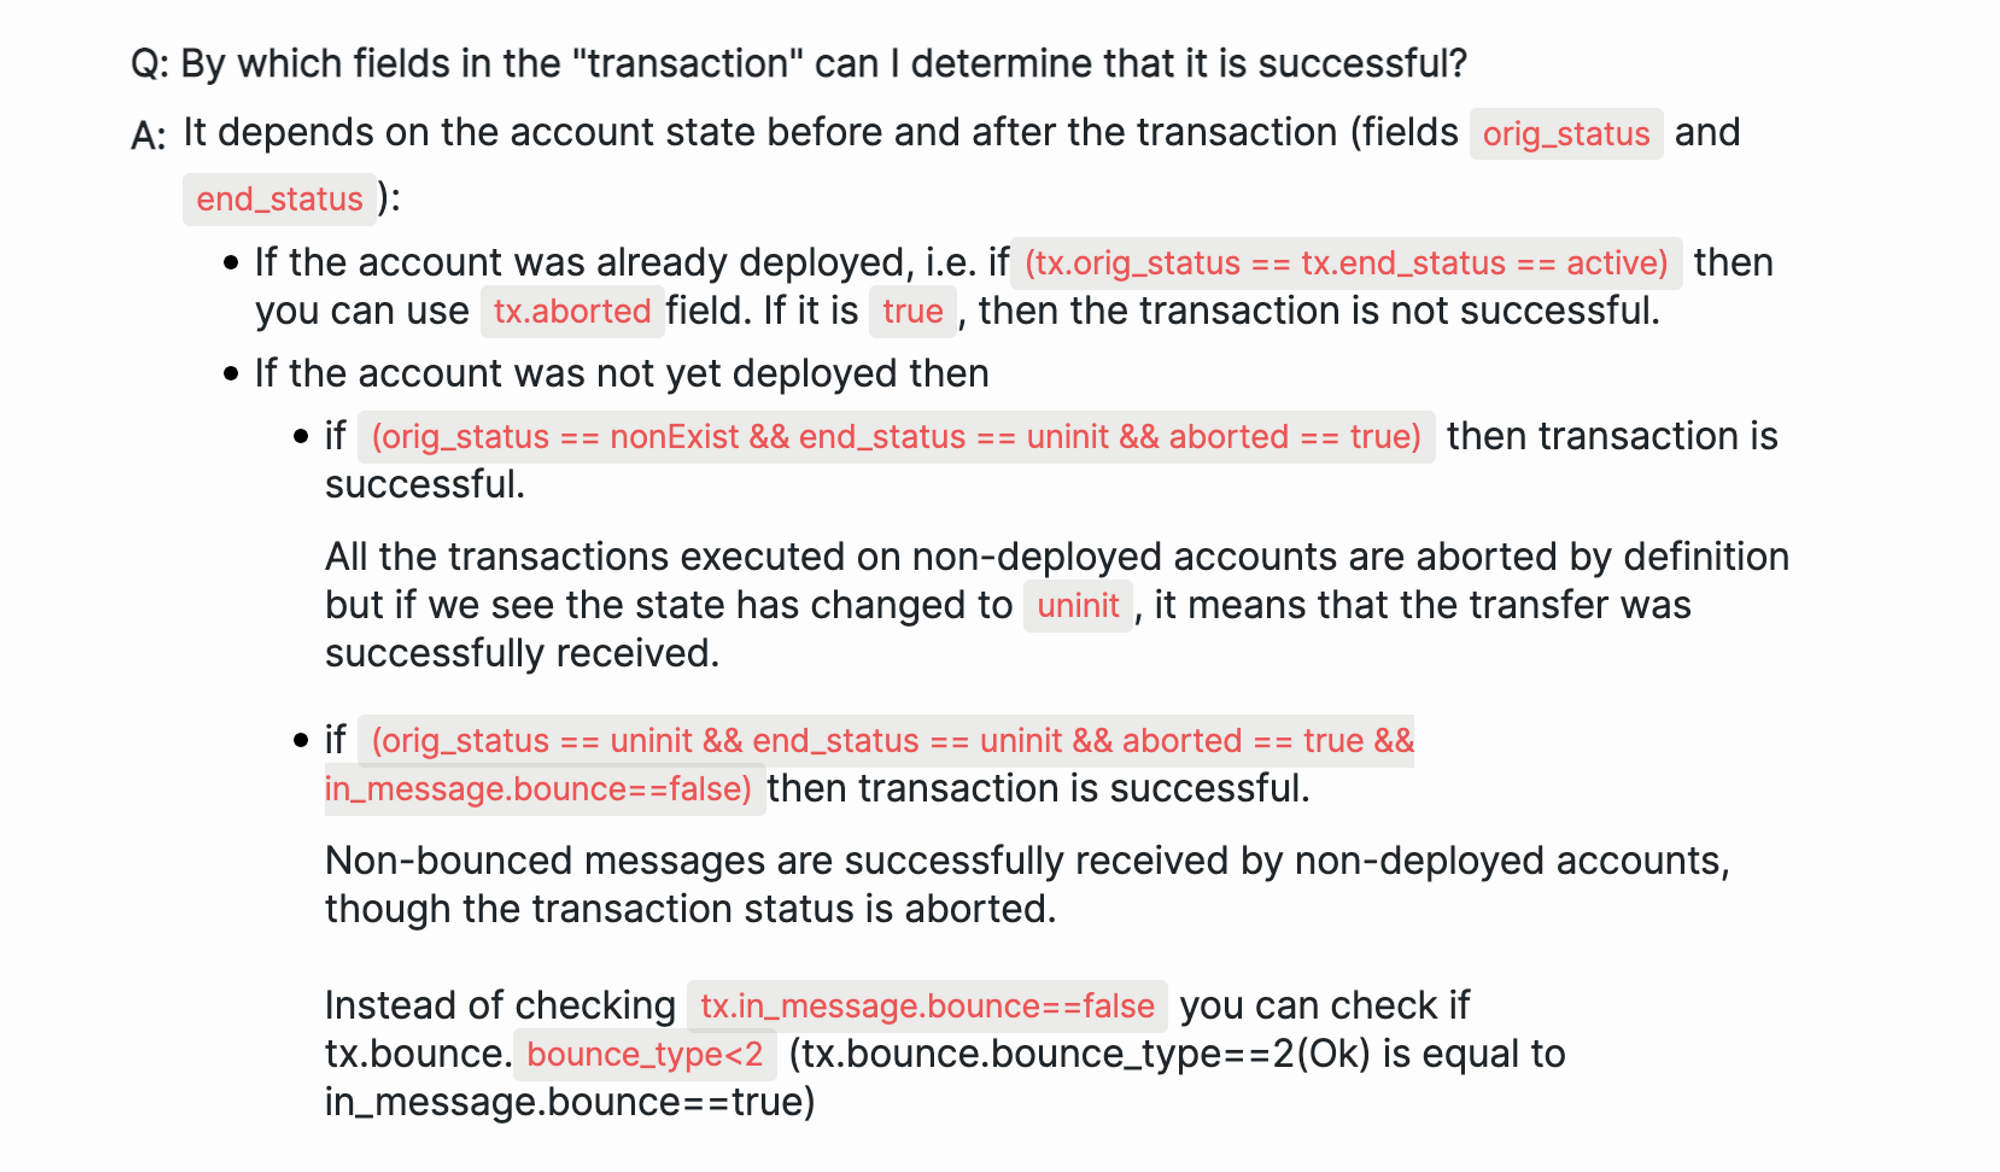 Q: By which fields in the "transaction" can I determine that it is successful?
A: It depends on the account state before and after the transaction (fields orig_status and
end_status):
• If the account was already deployed, i.e. if (tx.orig_status == tx.end_status == active) then
you can use tx.aborted field. If it is true, then the transaction is not successful.
• If the account was not yet deployed then
• if (orig_status == nonExist && end_status == uninit && aborted == true) then transaction is
successful.
All the transactions executed on non-deployed accounts are aborted by definition
but if we see the state has changed to uninit, it means that the transfer was
successfully received.
• if (orig_status == uninit && end_status == uninit && aborted == true &&
in_message.bounce==false) then transaction is successful.
Non-bounced messages are successfully received by non-deployed accounts,
though the transaction status is aborted.
Instead of checking tx.in_message.bounce==false you can check if
tx.bounce.bounce_type<2 (tx.bounce.bounce_type==2(Ok) is equal to
in_message.bounce==true)